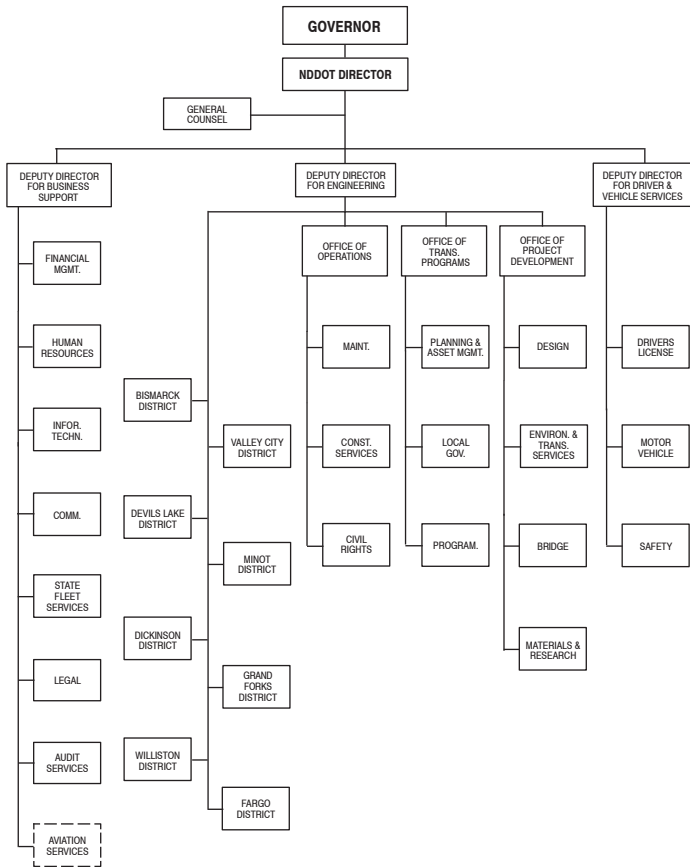 GOVERNOR
NDDOT DIRECTOR
GENERAL
COUNSEL
DEPUTY DIRECTOR
FOR BUSINESS
SUPPORT
DEPUTY DIRECTOR
FOR ENGINEERING
DEPUTY DIRECTOR
FOR DRIVER &
VEHICLE SERVICES
FINANCIAL
MGMT.
HUMAN
RESOURCES
INFOR.
TECHN.
COMM.
STATE
FLEET
SERVICES
LEGAL
AUDIT
SERVICES
AVIATION
SERVICES
BISMARCK
DISTRICT
VALLEY CITY
DISTRICT
DEVILS LAKE
DISTRICT
MINOT
DISTRICT
DICKINSON
DISTRICT
GRAND
FORKS
DISTRICT
WILLISTON
DISTRICT
FARGO
DISTRICT
OFFICE OF
OPERATIONS
MAINT.
CONST.
SERVICES
CIVIL
RIGHTS
OFFICE OF
TRANS.
PROGRAMS
PLANNING &
ASSET MGMT.
LOCAL
GOV.
PROGRAM.
OFFICE OF
PROJECT
DEVELOPMENT
DESIGN
ENVIRON. &
TRANS.
SERVICES
BRIDGE
MATERIALS &
RESEARCH
DRIVERS
LICENSE
MOTOR
VEHICLE
SAFETY